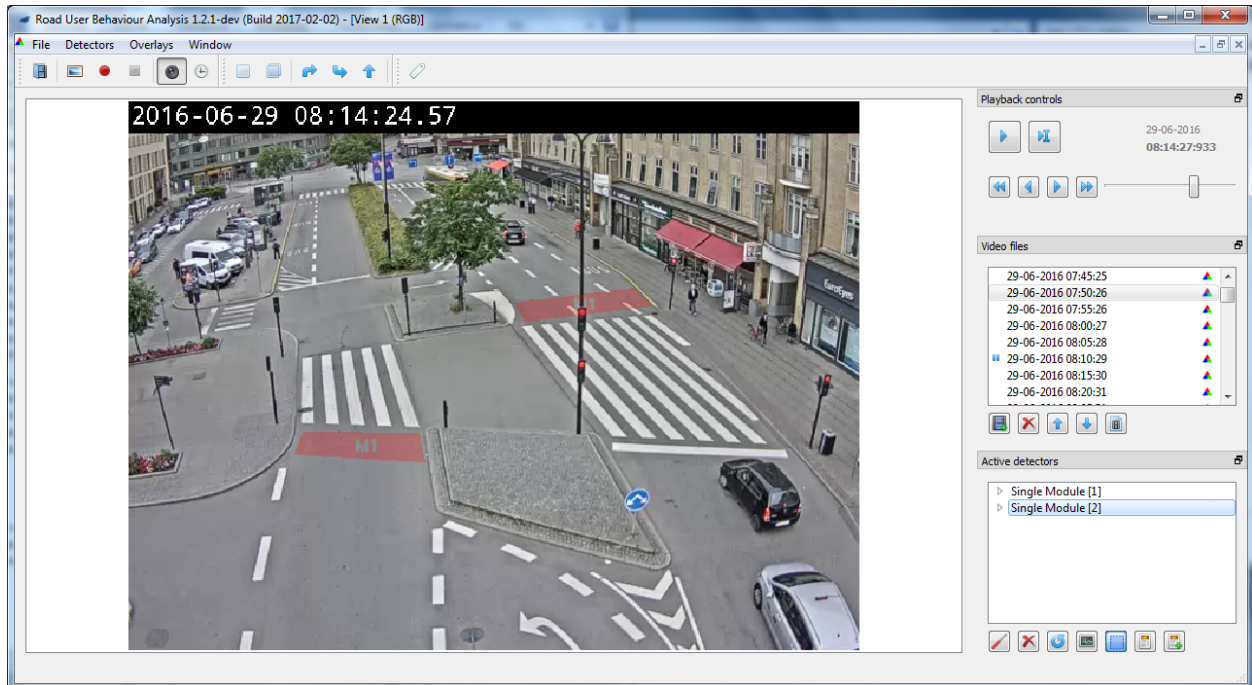 Road User Behaviour Analysis 1.2.1-dev (Build 2017-02-02) - [View 1 (RGB)]
File Detectors Overlays Window
2016-06-29 08:14:24.57
M1
EuroEyes
Playback controls
29-06-2016
08:14:27:933
Video files
29-06-2016 07:45:25
29-06-2016 07:50:26
29-06-2016 07:55:26
29-06-2016 08:00:27
29-06-2016 08:05:28
29-06-2016 08:10:29
29-06-2016 08:15:30
29-06-2016 08:20:31
Active detectors
Single Module [1]
Single Module [2]